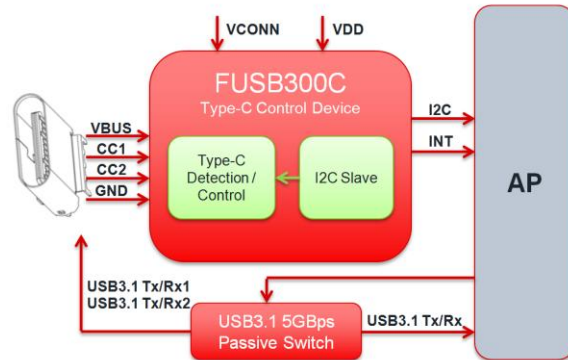 VCONN
VDD
FUSB300C
Type-C Control Device
VBUS
CC1
CC2
GND
Type-C
Detection /
Control
I2C Slave
I2C
INT
AP
USB3.1 Tx/Rx1
USB3.1 Tx/Rx2
USB3.1 5GBps
Passive Switch
USB3.1 Tx/Rx